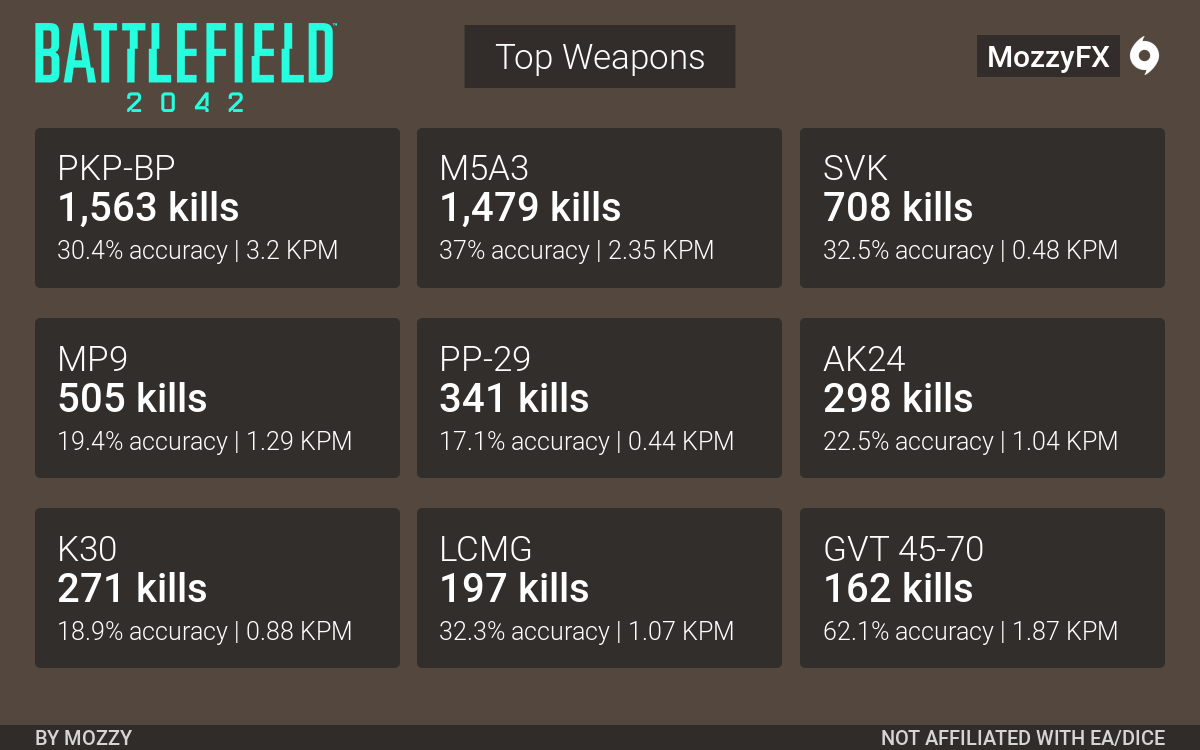 BATTLEFIELD™
2042
Top Weapons
MozzyFX
PKP-BP
1,563 kills
30.4% accuracy | 3.2 KPM
M5A3
1,479 kills
37% accuracy | 2.35 KPM
SVK
708 kills
32.5% accuracy | 0.48 KPM
MP9
505 kills
19.4% accuracy | 1.29 KPM
PP-29
341 kills
17.1% accuracy | 0.44 KPM
AK24
298 kills
22.5% accuracy | 1.04 KPM
K30
271 kills
18.9% accuracy | 0.88 KPM
LCMG
197 kills
32.3% accuracy | 1.07 KPM
GVT 45-70
162 kills
62.1% accuracy | 1.87 KPM
BY MOZZY
NOT AFFILIATED WITH EA/DICE